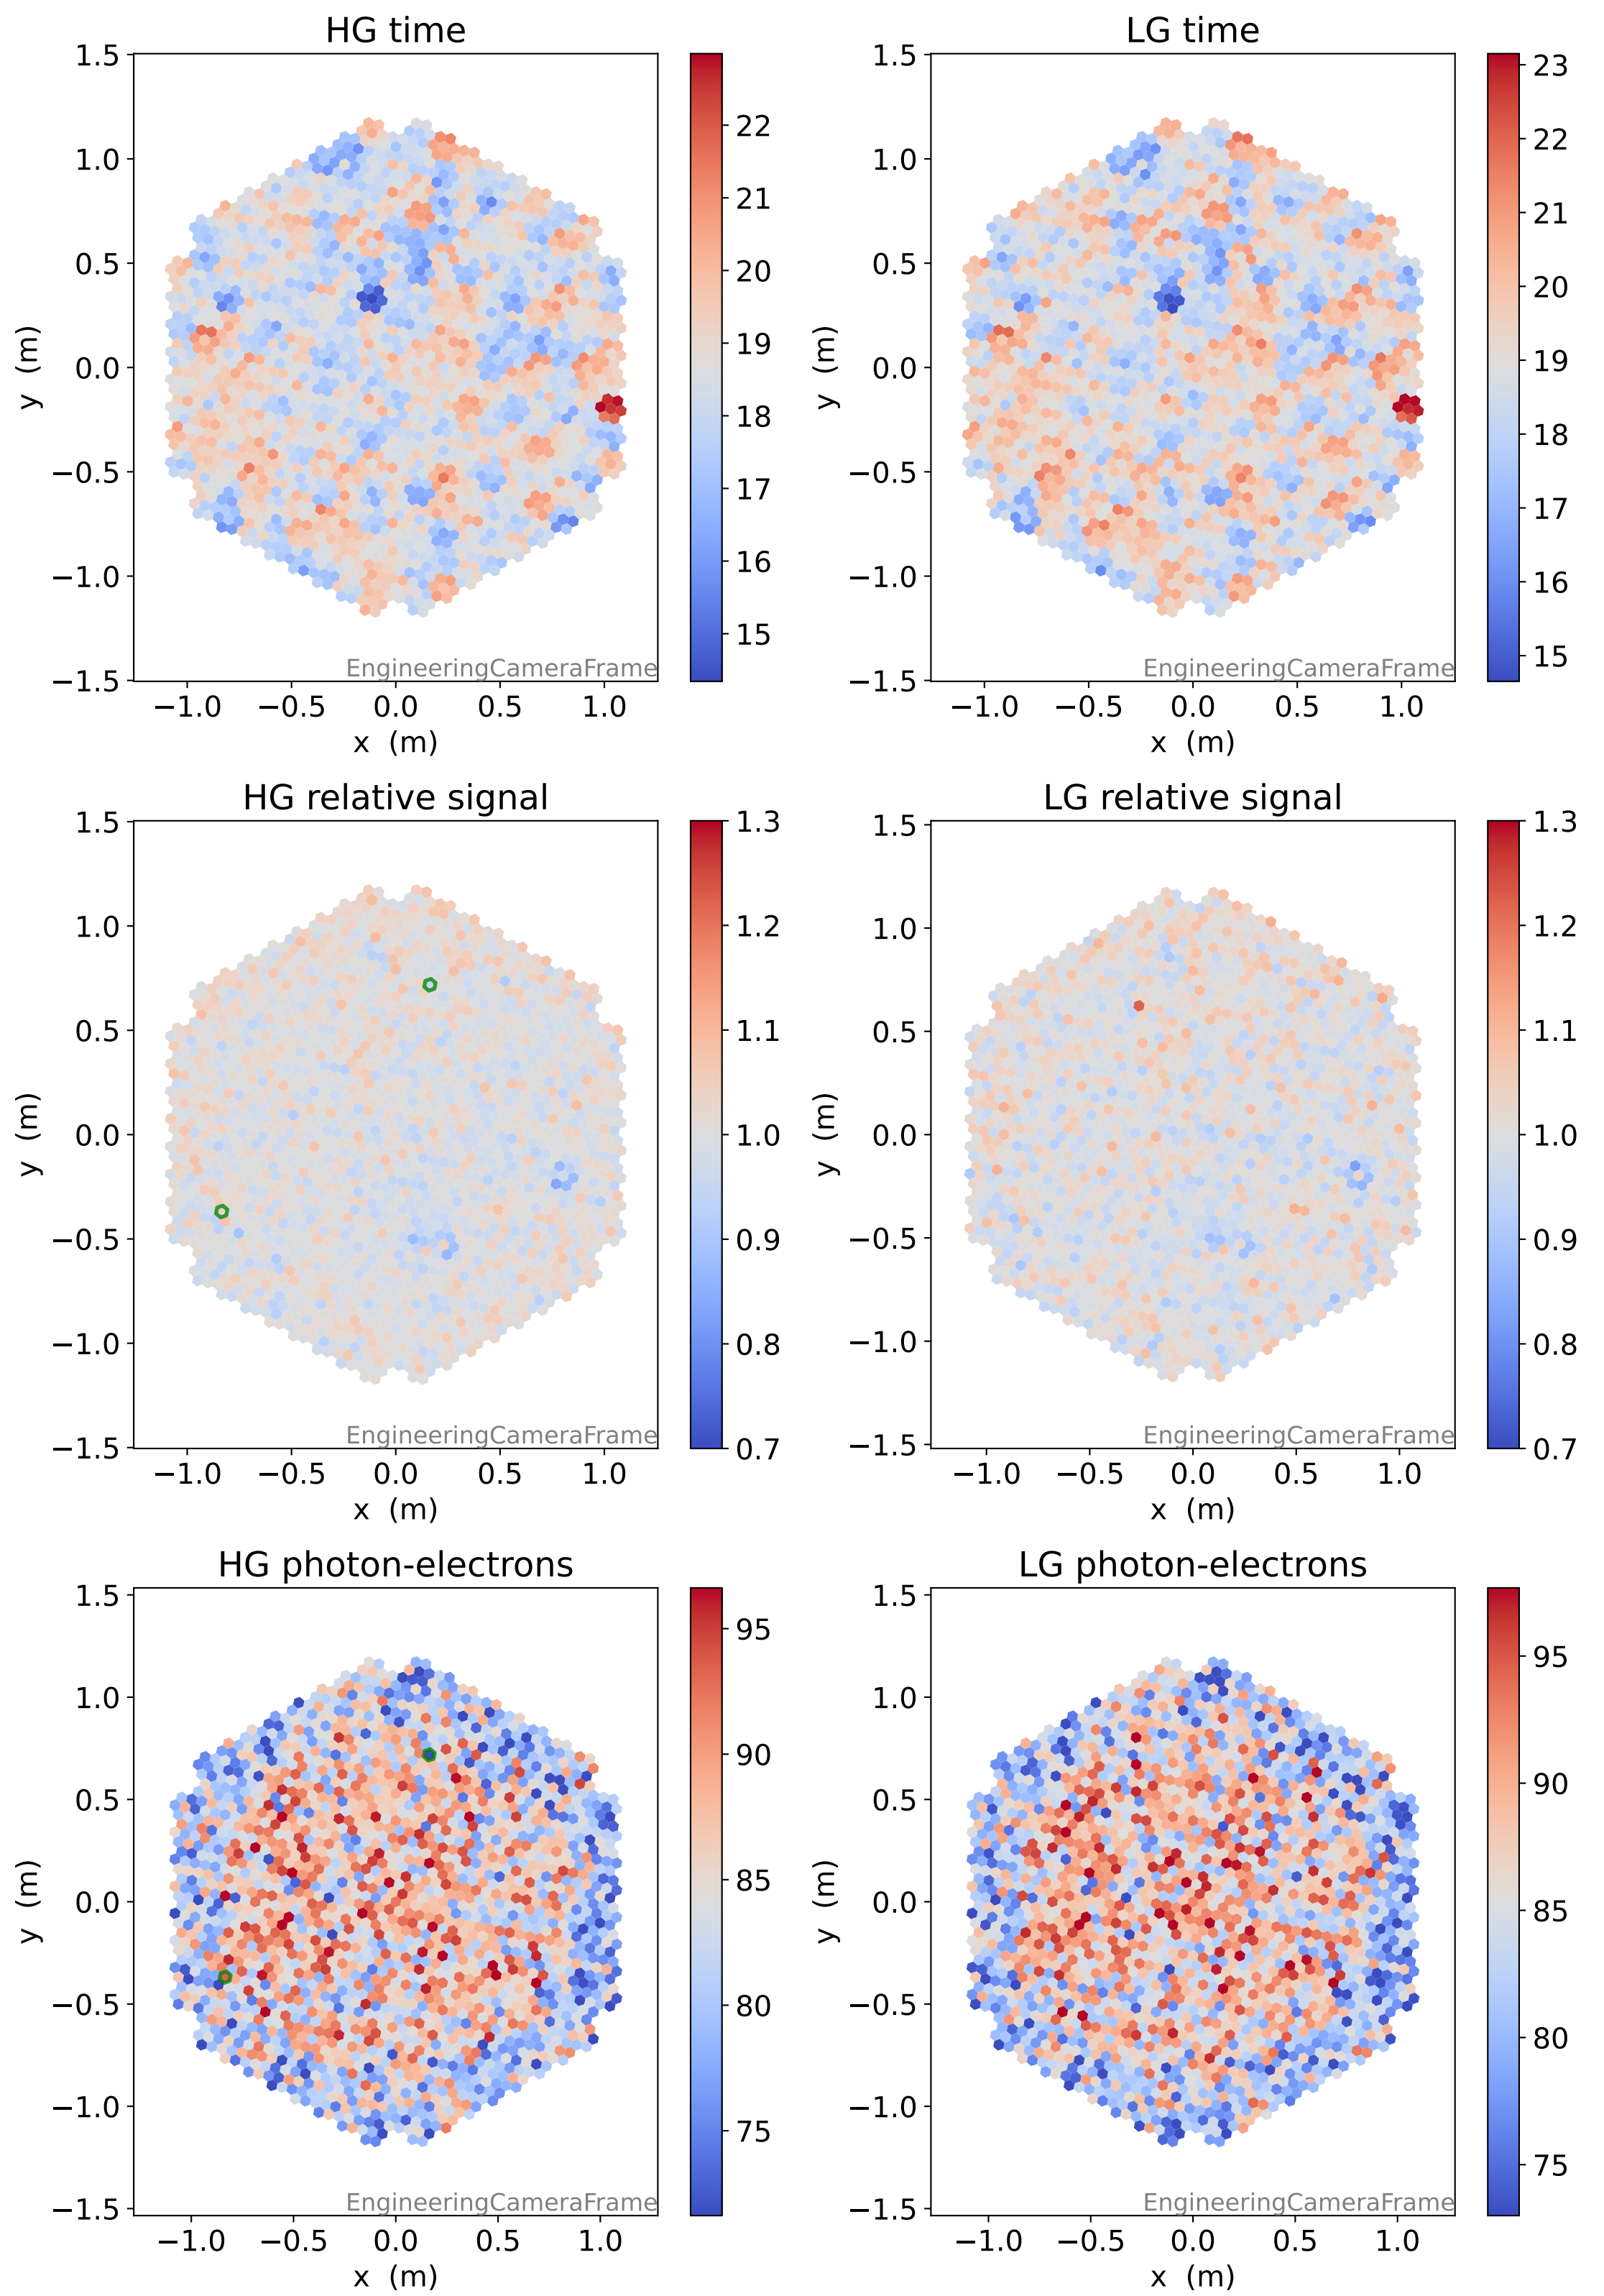 HG time
1.5
1.0
0.5
0.0
−0.5
−1.0
−1.5
y (m)
−1.0 −0.5 0.0 0.5 1.0
x (m)
EngineeringCameraFrame
22
21
20
19
18
17
16
15
LG time
1.5
1.0
0.5
0.0
−0.5
−1.0
−1.5
y (m)
−1.0 −0.5 0.0 0.5 1.0
x (m)
EngineeringCameraFrame
23
22
21
20
19
18
17
16
15
HG relative signal
1.5
1.0
0.5
0.0
−0.5
−1.0
−1.5
y (m)
−1.0 −0.5 0.0 0.5 1.0
x (m)
EngineeringCameraFrame
1.3
1.2
1.1
1.0
0.9
0.8
0.7
LG relative signal
1.5
1.0
0.5
0.0
−0.5
−1.0
−1.5
y (m)
−1.0 −0.5 0.0 0.5 1.0
x (m)
EngineeringCameraFrame
1.3
1.2
1.1
1.0
0.9
0.8
0.7
HG photon-electrons
1.5
1.0
0.5
0.0
−0.5
−1.0
−1.5
y (m)
−1.0 −0.5 0.0 0.5 1.0
x (m)
EngineeringCameraFrame
95
90
85
80
75
LG photon-electrons
1.5
1.0
0.5
0.0
−0.5
−1.0
−1.5
y (m)
−1.0 −0.5 0.0 0.5 1.0
x (m)
EngineeringCameraFrame
95
90
85
80
75